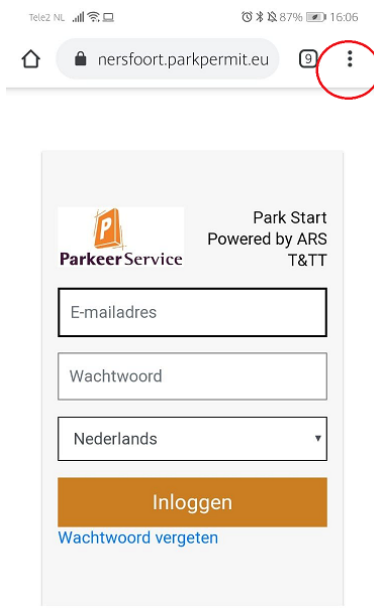 Tele2 NL 87% 16:06
nersfoort.parkpermit.eu 9
P
ParkeerService
Park Start
Powered by ARS
T&TT
E-mailadres
Wachtwoord
Nederlands
Inloggen
Wachtwoord vergeten